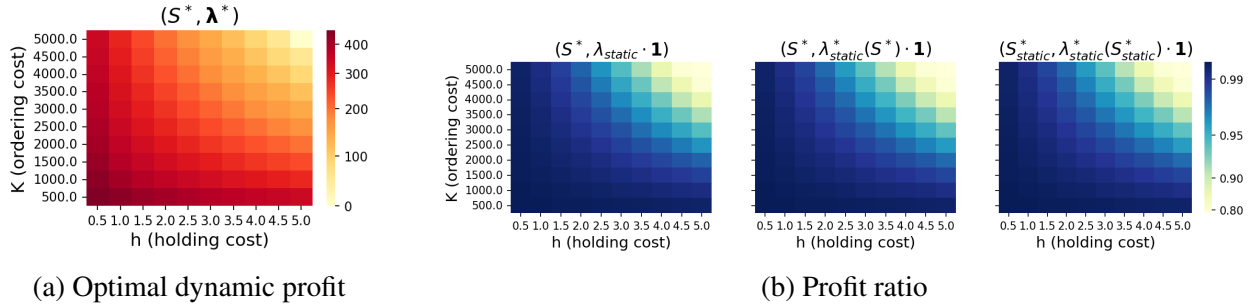 (S*, λ*)
5000.0
4500.0
4000.0
3500.0
3000.0
2500.0
2000.0
1500.0
1000.0
500.0
K (ordering cost)
0.5 1.0 1.5 2.0 2.5 3.0 3.5 4.0 4.5 5.0
h (holding cost)
400
300
200
100
0
(a) Optimal dynamic profit
(S*, λ_static · 1)
5000.0
4500.0
4000.0
3500.0
3000.0
2500.0
2000.0
1500.0
1000.0
500.0
K (ordering cost)
0.5 1.0 1.5 2.0 2.5 3.0 3.5 4.0 4.5 5.0
h (holding cost)
(S*, λ*_static(S*) · 1)
0.5 1.0 1.5 2.0 2.5 3.0 3.5 4.0 4.5 5.0
h (holding cost)
(S*_static, λ*_static(S*_static) · 1)
0.5 1.0 1.5 2.0 2.5 3.0 3.5 4.0 4.5 5.0
h (holding cost)
0.99
0.95
0.90
0.80
(b) Profit ratio